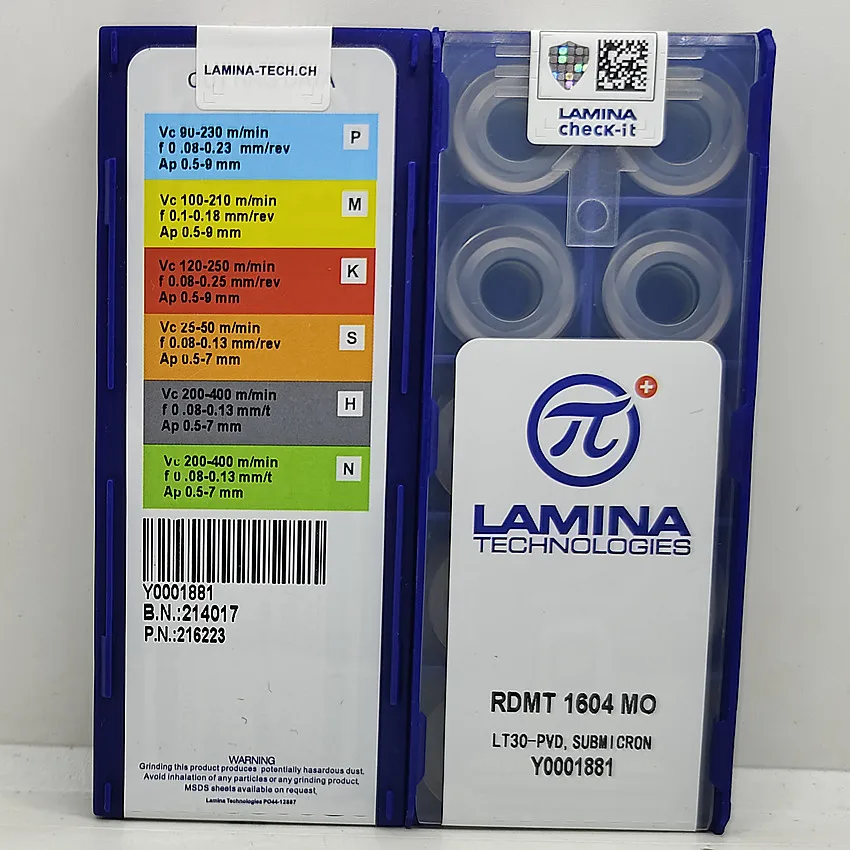 LAMINA-TECH.CH
Vc 90-230 m/min
f 0 .08-0.23 mm/rev
Ap 0.5-9 mm
P
Vc 100-210 m/min
f 0.1-0.18 mm/rev
Ap 0.5-9 mm
M
Vc 120-250 m/min
f 0.08-0.25 mm/rev
Ap 0.5-9 mm
K
Vc 25-50 m/min
f 0.08-0.13 mm/rev
Ap 0.5-7 mm
S
Vc 200-400 m/min
f 0 .08-0.13 mm/t
Ap 0.5-7 mm
H
Vc 200-400 m/min
f 0 .08-0.13 mm/t
Ap 0.5-7 mm
N
Y0001881
B.N.:214017
P.N.:216223
WARNING
Grinding this product produces potentially hazardous dust.
Avoid inhalation of any particles or any grinding product.
MSDS sheets available on request.
Lamina Technologies PO44-12887
LAMINA
check-it
π
LAMINA
TECHNOLOGIES
RDMT 1604 MO
LT30-PVD, SUBMICRON
Y0001881